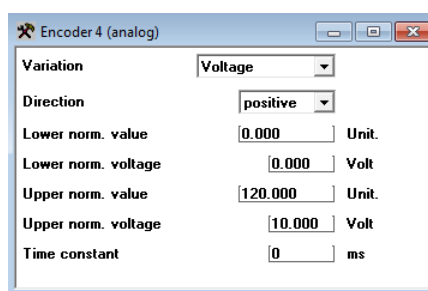 Encoder 4 (analog)
Variation Voltage
Direction positive
Lower norm. value 0.000 Unit.
Lower norm. voltage 0.000 Volt
Upper norm. value 120.000 Unit.
Upper norm. voltage 10.000 Volt
Time constant 0 ms